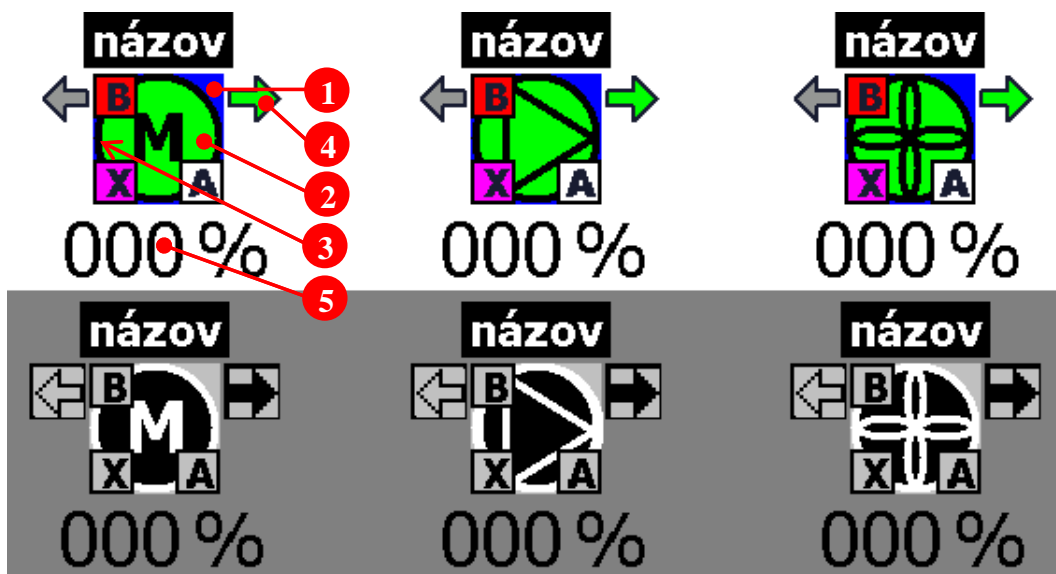 názov názov názov
B B B 1
M 4
X A X A X A 2
000 % 000 % 000 % 3
5
názov názov názov
B B B
M
X A X A X A
000 % 000 % 000 %